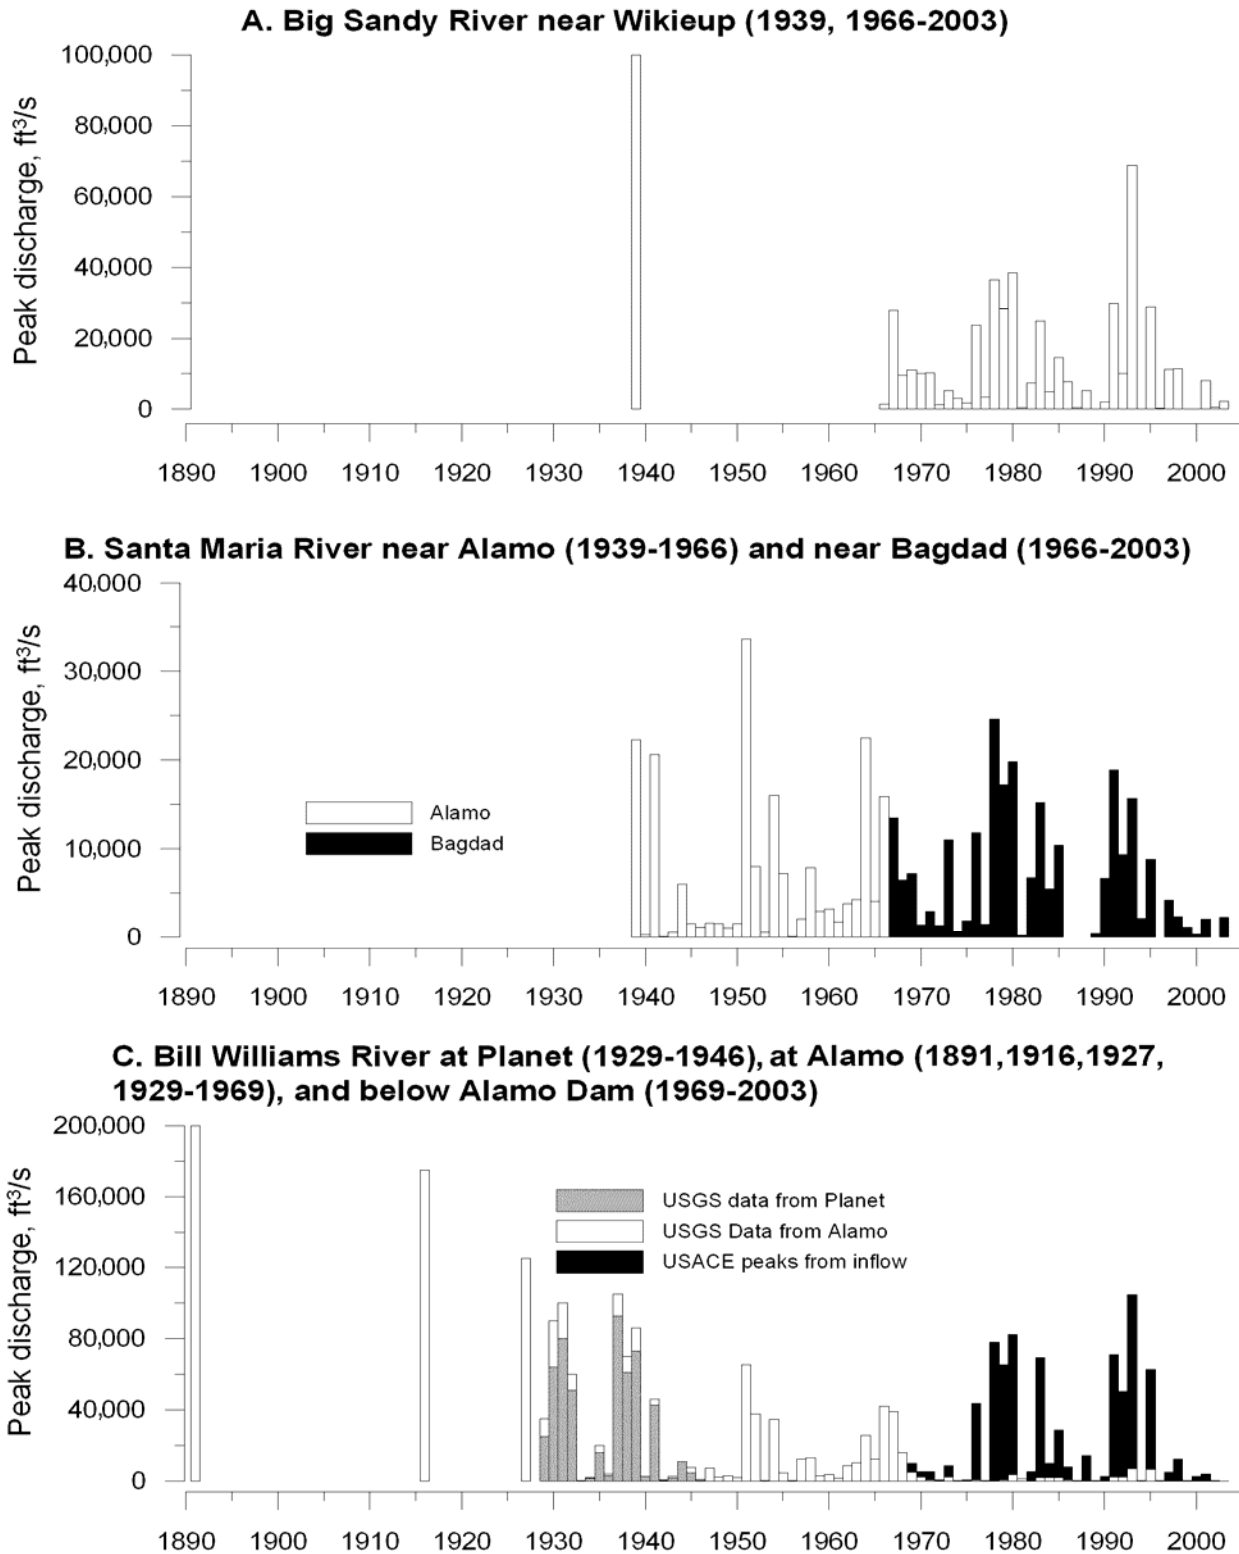 A. Big Sandy River near Wikieup (1939, 1966-2003)
Peak discharge, ft³/s
100,000
80,000
60,000
40,000
20,000
0
1890 1900 1910 1920 1930 1940 1950 1960 1970 1980 1990 2000
B. Santa Maria River near Alamo (1939-1966) and near Bagdad (1966-2003)
Peak discharge, ft³/s
40,000
30,000
20,000
10,000
0
Alamo
Bagdad
1890 1900 1910 1920 1930 1940 1950 1960 1970 1980 1990 2000
C. Bill Williams River at Planet (1929-1946), at Alamo (1891,1916,1927,
1929-1969), and below Alamo Dam (1969-2003)
Peak discharge, ft³/s
200,000
160,000
120,000
80,000
40,000
0
USGS data from Planet
USGS Data from Alamo
USACE peaks from inflow
1890 1900 1910 1920 1930 1940 1950 1960 1970 1980 1990 2000